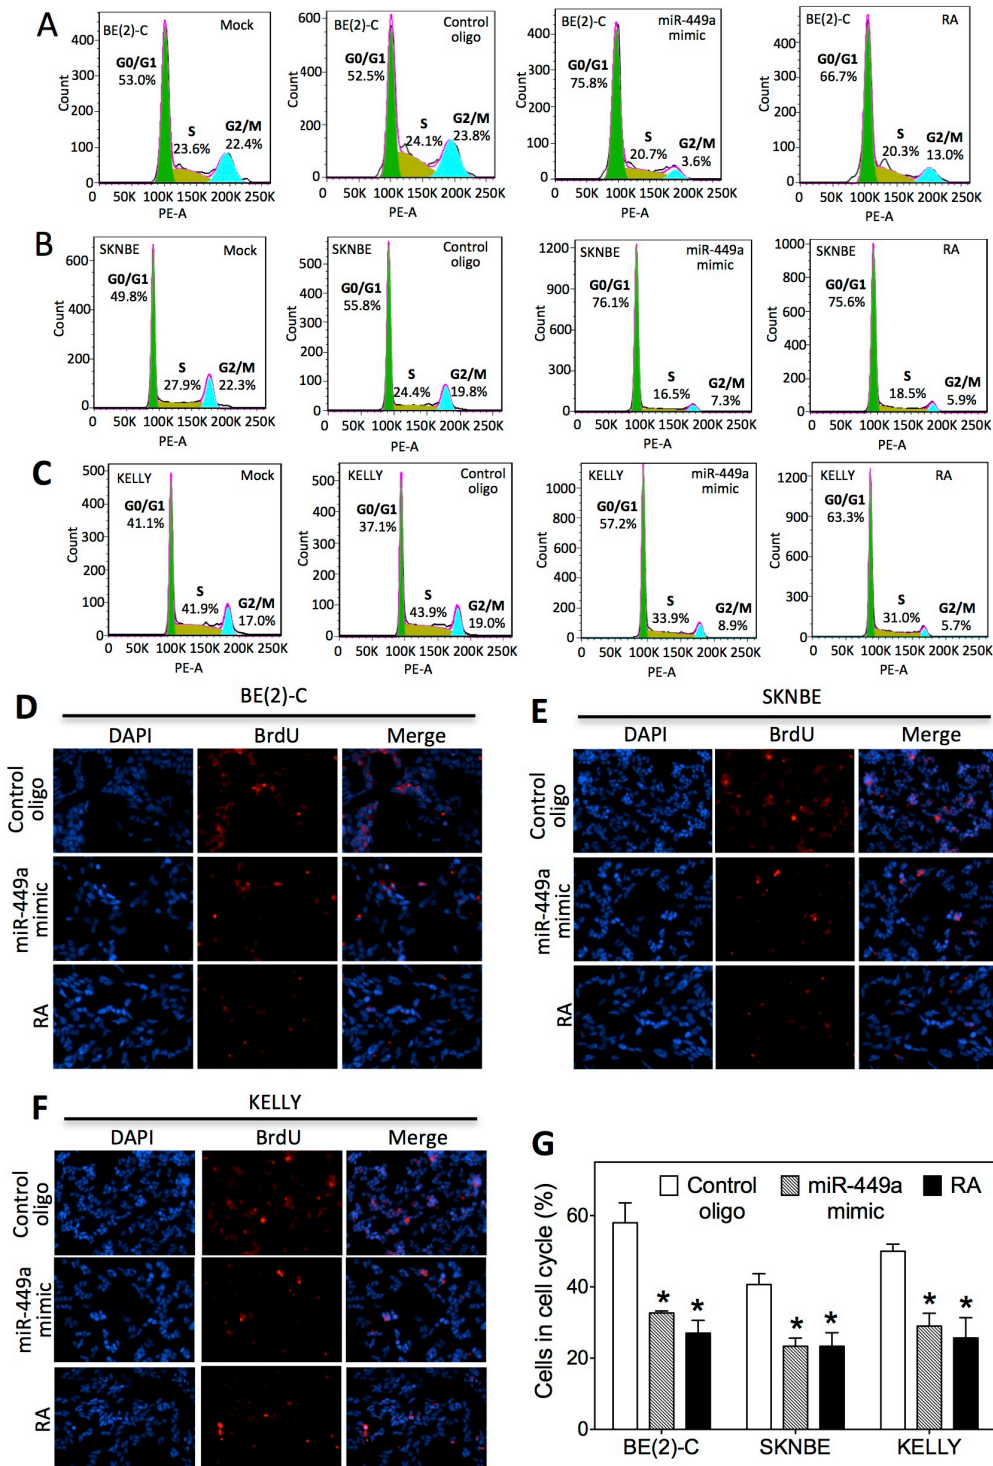 A
BE(2)-C
Mock
G0/G1
53.0%
S
23.6%
G2/M
22.4%
Count
400
300
200
100
0
0 50K 100K 150K 200K 250K
PE-A
BE(2)-C
Control
oligo
G0/G1
52.5%
S
24.1%
G2/M
23.8%
Count
600
400
200
0
0 50K 100K 150K 200K 250K
PE-A
BE(2)-C
miR-449a
mimic
G0/G1
75.8%
S
20.7%
G2/M
3.6%
Count
400
300
200
100
0
0 50K 100K 150K 200K 250K
PE-A
RA
BE(2)-C
G0/G1
66.7%
S
20.3%
G2/M
13.0%
Count
400
300
200
100
0
0 50K 100K 150K 200K 250K
PE-A
B
SKNBE
Mock
G0/G1
49.8%
S
27.9%
G2/M
22.3%
Count
600
400
200
0
0 50K 100K 150K 200K 250K
PE-A
SKNBE
Control
oligo
G0/G1
55.8%
S
24.4%
G2/M
19.8%
Count
500
400
300
200
100
0
0 50K 100K 150K 200K 250K
PE-A
SKNBE
miR-449a
mimic
G0/G1
76.1%
S
16.5%
G2/M
7.3%
Count
1200
900
600
300
0
0 50K 100K 150K 200K 250K
PE-A
SKNBE
RA
G0/G1
75.6%
S
18.5%
G2/M
5.9%
Count
1000
800
600
400
200
0
0 50K 100K 150K 200K 250K
PE-A
C
KELLY
Mock
G0/G1
41.1%
S
41.9%
G2/M
17.0%
Count
500
400
300
200
100
0
0 50K 100K 150K 200K 250K
PE-A
KELLY
Control
oligo
G0/G1
37.1%
S
43.9%
G2/M
19.0%
Count
500
400
300
200
100
0
0 50K 100K 150K 200K 250K
PE-A
KELLY
miR-449a
mimic
G0/G1
57.2%
S
33.9%
G2/M
8.9%
Count
1000
800
600
400
200
0
0 50K 100K 150K 200K 250K
PE-A
KELLY
RA
G0/G1
63.3%
S
31.0%
G2/M
5.7%
Count
1200
900
600
300
0
0 50K 100K 150K 200K 250K
PE-A
D
BE(2)-C
DAPI BrdU Merge
Control
oligo
miR-449a
mimic
RA
E
SKNBE
DAPI BrdU Merge
Control
oligo
miR-449a
mimic
RA
F
KELLY
DAPI BrdU Merge
Control
oligo
miR-449a
mimic
RA
G
Control
oligo
miR-449a
mimic
RA
Cells in cell cycle (%)
60
40
20
0
* * * * * *
BE(2)-C SKNBE KELLY